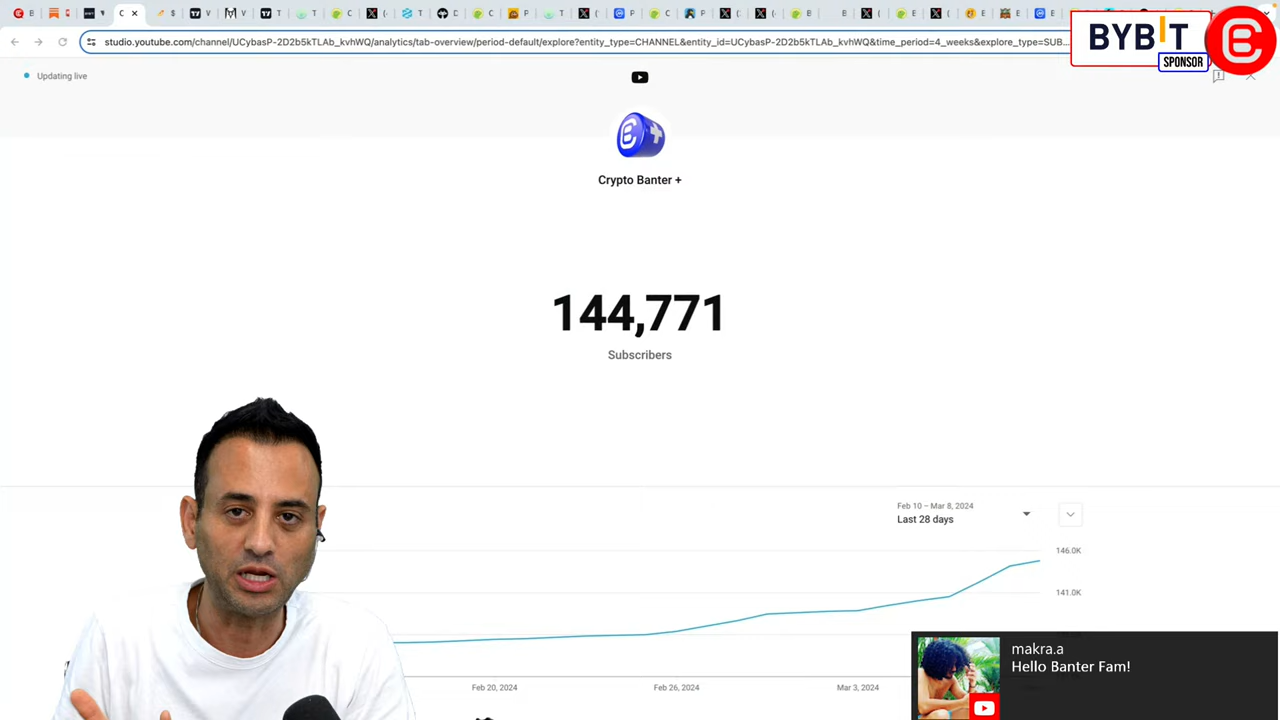 studio.youtube.com/channel/UCybasP-2D2b5kTLAb_kvhWQ/analytics/tab-overview/period-default/explore?entity_type=CHANNEL&entity_id=UCybasP-2D2b5kTLAb_kvhWQ&time_period=4_weeks&explore_type=SUB...
BYBIT
SPONSOR
Updating live
Crypto Banter +
144,771
Subscribers
Feb 10 – Mar 8, 2024
Last 28 days
146.0K
141.0K
Feb 20, 2024
Feb 26, 2024
Mar 3, 2024
makra.a
Hello Banter Fam!